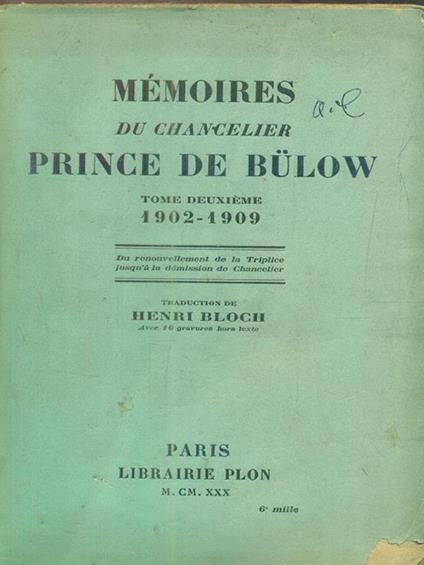 MÉMOIRES
DU CHANCELIER
PRINCE DE BÜLOW
TOME DEUXIÈME
1902-1909
Du renouvellement de la Triplice
jusqu'à la démission de Chancelier
TRADUCTION DE
HENRI BLOCH
Avec 16 gravures hors texte
PARIS
LIBRAIRIE PLON
M.CM.XXX
6e mille